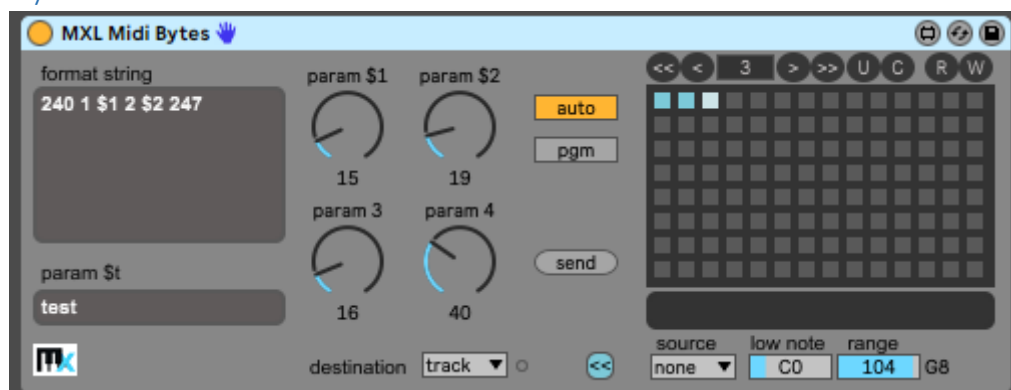 MXL Midi Bytes
format string
240 1 $1 2 $2 247
param $t
test
mx
param $1 param $2
15 19
param 3 param 4
16 40
auto
pgm
send
destination track <<
<< < 3 > >> U C R W
source low note range
none C0 104 G8